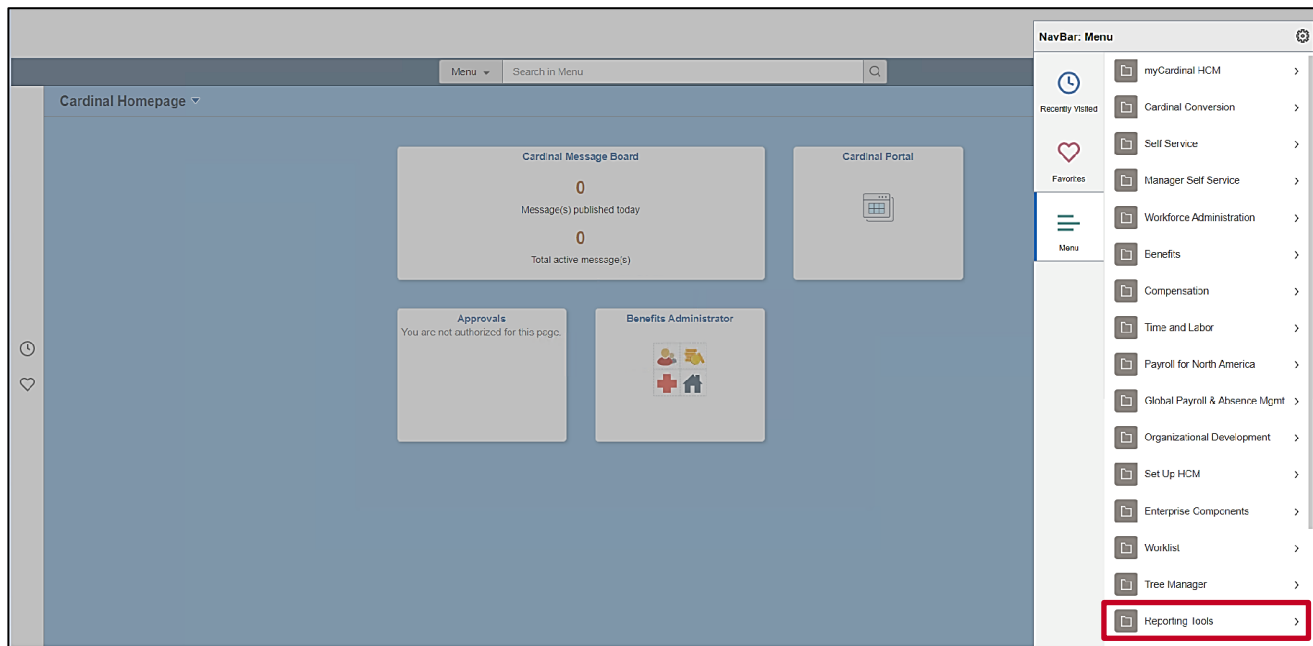 NavBar: Menu
Menu
Search in Menu
Cardinal Homepage
Cardinal Message Board
0
Message(s) published today
0
Total active message(s)
Cardinal Portal
Approvals
You are not authorized for this page.
Benefits Administrator
Recently Visited
Favorites
Menu
myCardinal HCM
Cardinal Conversion
Self Service
Manager Self Service
Workforce Administration
Benefits
Compensation
Time and Labor
Payroll for North America
Global Payroll & Absence Mgmt
Organizational Development
Set Up HCM
Enterprise Components
Worklist
Tree Manager
Reporting Tools